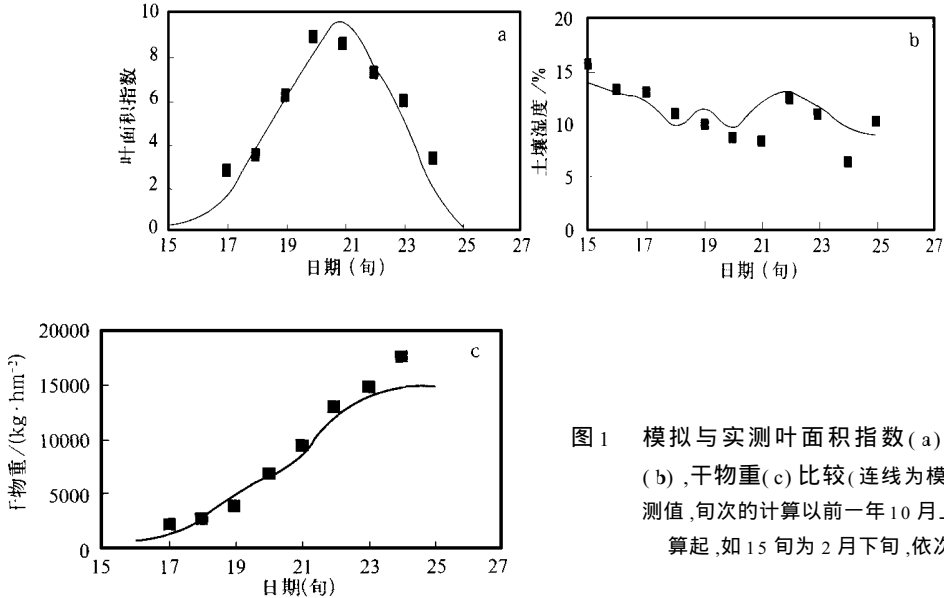 a
10
8
6
4
2
0
叶面积指数
15 17 19 21 23 25 27
日期(旬)
b
20
15
10
5
0
土壤湿度/%
15 17 19 21 23 25 27
日期(旬)
c
20000
15000
10000
5000
0
干物重/(kg·hm⁻²)
15 17 19 21 23 25 27
日期(旬)
图1 模拟与实测叶面积指数(a)
(b),干物重(c)比较(连线为模
测值,旬次的计算以前一年10月
算起,如15旬为2月下旬,依次